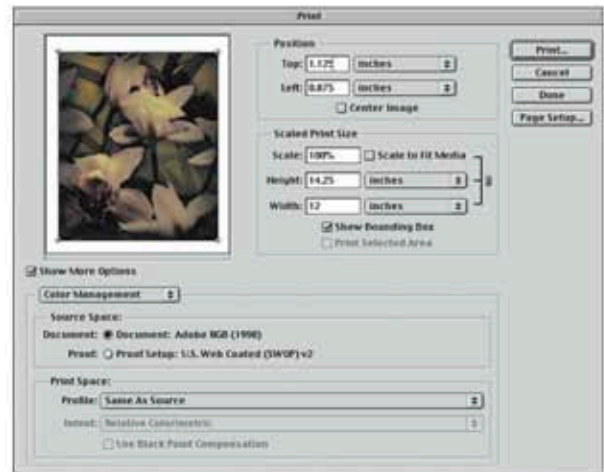 Print
Position
Top: 1.125 inches
Left: 0.875 inches
Center Image
Print...
Cancel
Done
Page Setup...
Scaled Print Size
Scale: 100% Scale to Fit Media
Height: 14.25 inches
Width: 12 inches
Show Bounding Box
Print Selected Area
Show More Options
Color Management
Source Space:
Document: Document: Adobe RGB (1998)
Proof: Proof Setup: U.S. Web Coated (SWOP) v2
Print Space:
Profile: Same As Source
Intent: Relative Colorimetric
Use Black Point Compensation